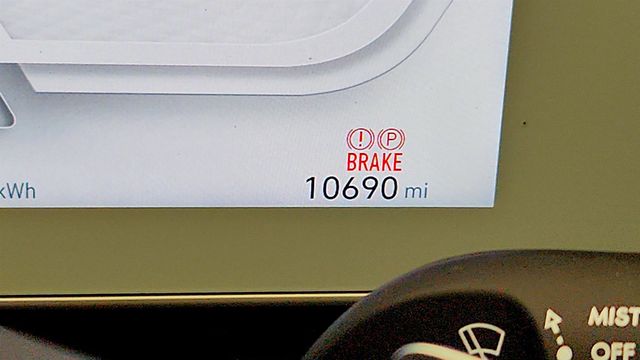 (!) (P)
BRAKE
kWh
10690 mi
MIST
OFF